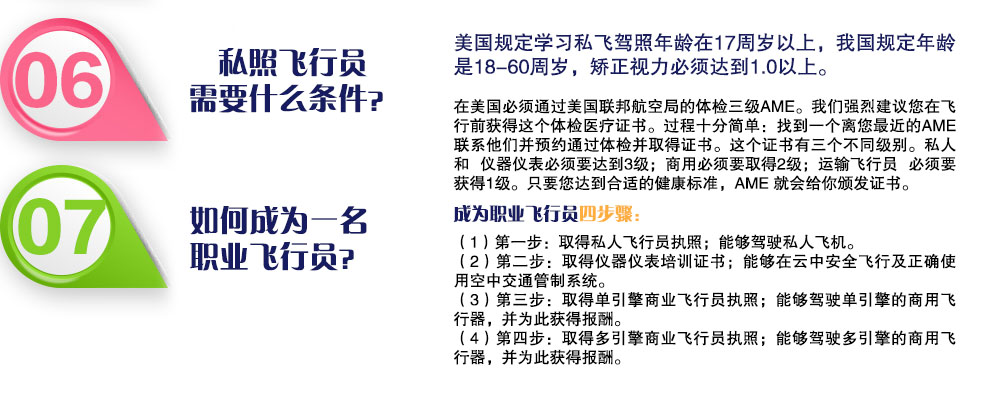 06
私照飞行员
需要什么条件?
美国规定学习私飞驾照年龄在17周岁以上，我国规定年龄
是18-60周岁，矫正视力必须达到1.0以上。
在美国必须通过美国联邦航空局的体检三级AME。我们强烈建议您在飞
行前获得这个体检医疗证书。过程十分简单：找到一个离您最近的AME
联系他们并预约通过体检并取得证书。这个证书有三个不同级别。私人
和 仪器仪表必须要达到3级；商用必须要取得2级；运输飞行员 必须要
获得1级。只要您达到合适的健康标准，AME 就会给你颁发证书。
07
如何成为一名
职业飞行员?
成为职业飞行员四步骤：
（1）第一步：取得私人飞行员执照；能够驾驶私人飞机。
（2）第二步：取得仪器仪表培训证书；能够在云中安全飞行及正确使
用空中交通管制系统。
（3）第三步：取得单引擎商业飞行员执照；能够驾驶单引擎的商用飞
行器，并为此获得报酬。
（4）第四步：取得多引擎商业飞行员执照；能够驾驶多引擎的商用飞
行器，并为此获得报酬。